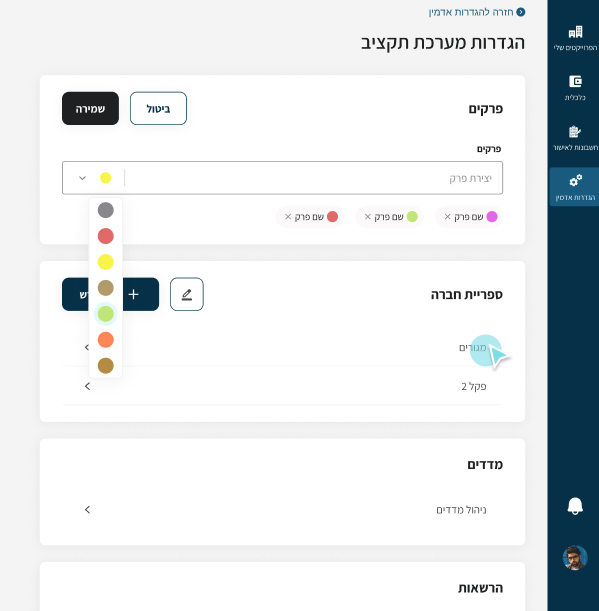 חזרה להגדרות אדמין
הגדרות מערכת תקציב
הפרוייקטים שלי
כלכלית
חשבונות לאישור
הגדרות אדמין
פרקים
ביטול
שמירה
פרקים
יצירת פרק
שם פרק ×
שם פרק ×
שם פרק ×
ספריית חברה
מגורים
פקל 2
מדדים
ניהול מדדים
הרשאות